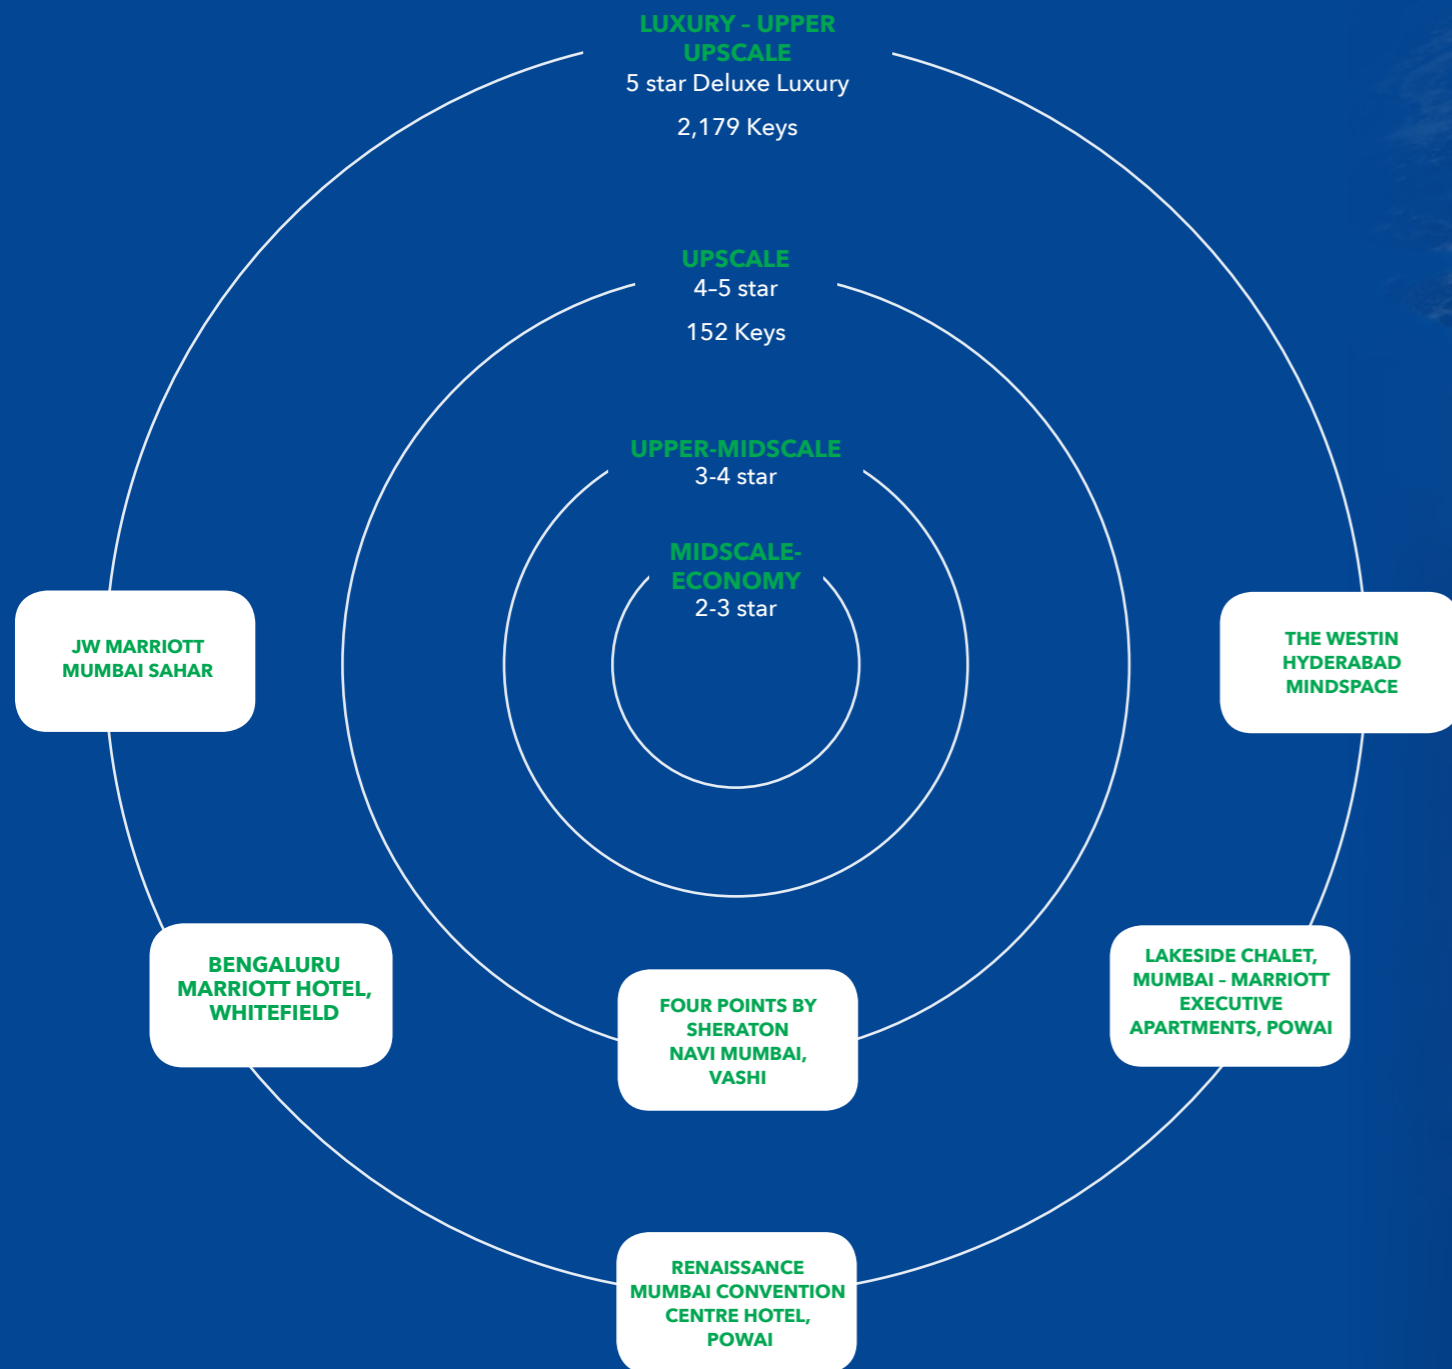 LUXURY – UPPER
UPSCALE
5 star Deluxe Luxury
2,179 Keys
UPSCALE
4–5 star
152 Keys
UPPER-MIDSCALE
3-4 star
MIDSCALE-
ECONOMY
2-3 star
JW MARRIOTT
MUMBAI SAHAR
THE WESTIN
HYDERABAD
MINDSPACE
BENGALURU
MARRIOTT HOTEL,
WHITEFIELD
FOUR POINTS BY
SHERATON
NAVI MUMBAI,
VASHI
LAKESIDE CHALET,
MUMBAI – MARRIOTT
EXECUTIVE
APARTMENTS, POWAI
RENAISSANCE
MUMBAI CONVENTION
CENTRE HOTEL,
POWAI